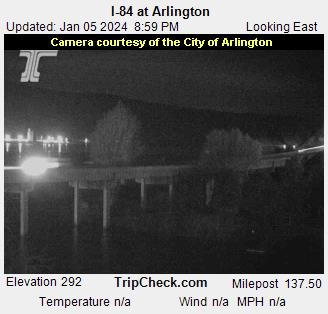 I-84 at Arlington
Updated: Jan 05 2024 8:59 PM Looking East
Camera courtesy of the City of Arlington
Elevation 292 TripCheck.com Milepost 137.50
Temperature n/a Wind n/a MPH n/a